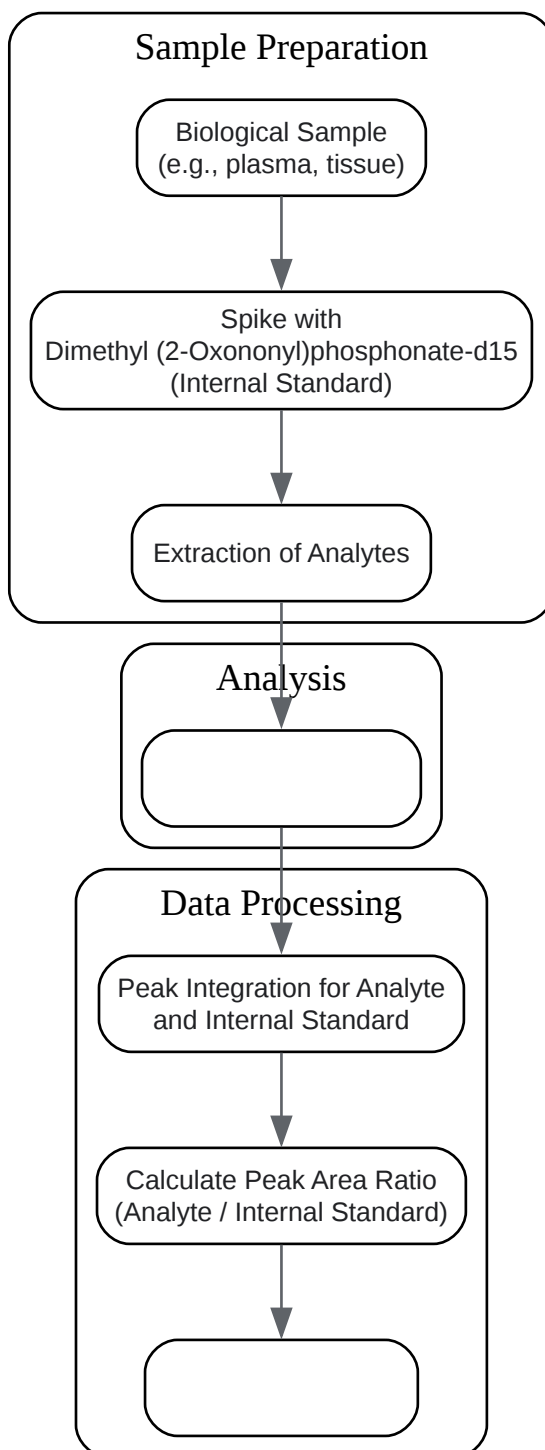 Sample Preparation
Biological Sample
(e.g., plasma, tissue)
Spike with
Dimethyl (2-Oxononyl)phosphonate-d15
(Internal Standard)
Extraction of Analytes
Analysis
Data Processing
Peak Integration for Analyte
and Internal Standard
Calculate Peak Area Ratio
(Analyte / Internal Standard)